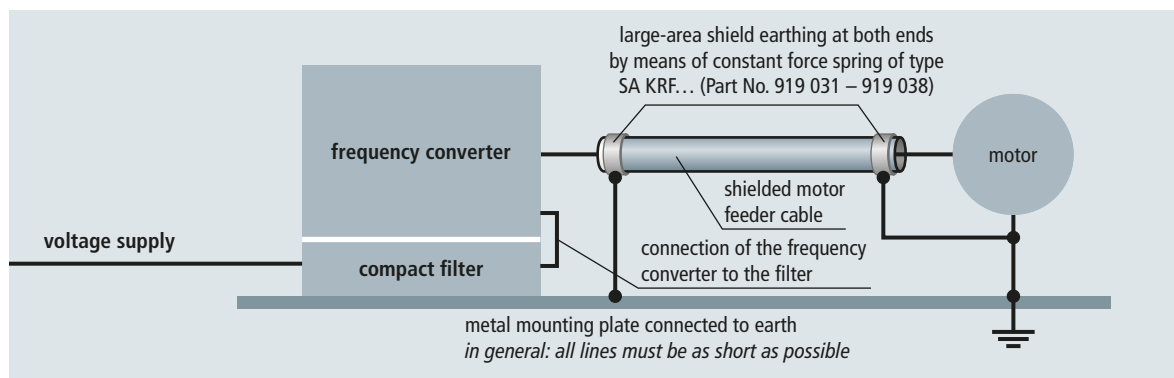 large-area shield earthing at both ends
by means of constant force spring of type
SA KRF… (Part No. 919 031 – 919 038)
frequency converter
motor
shielded motor
feeder cable
voltage supply
connection of the frequency
converter to the filter
compact filter
metal mounting plate connected to earth
in general: all lines must be as short as possible